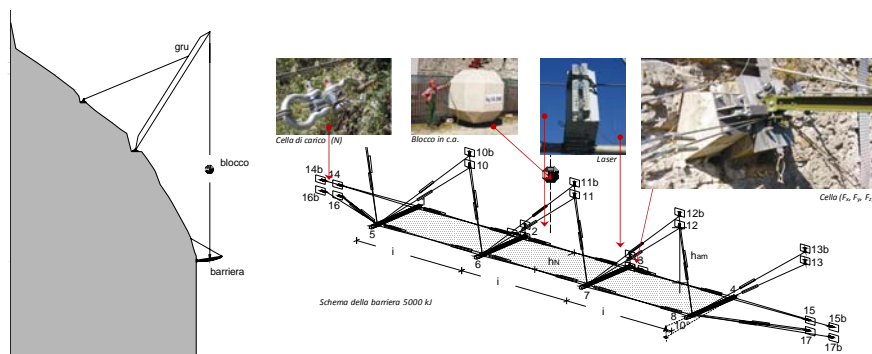 gru
blocco
barriera
Cella di carico (N)
Blocco in c.a.
Laser
Cella (Fx, Fy, Fz
14b
14
16b
16
10b
10
11b
11
12b
12
13b
13
5
2
6
3
7
4
8
10°
i
i
i
hN
ham
15
15b
17
17b
Schema della barriera 5000 kJ